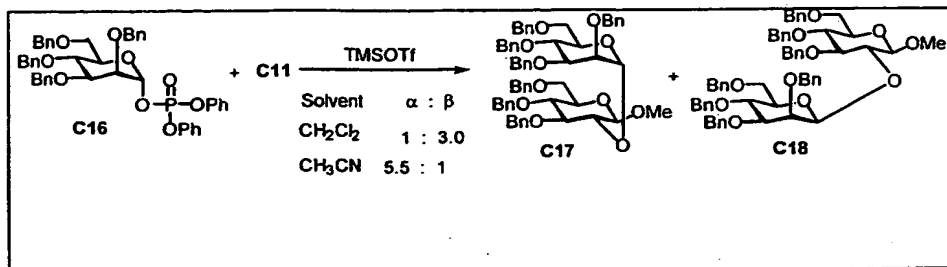 BnO OBn
BnO
BnO
O
O O-P-OPh
OPh
C16
+ C11
TMSOTf
Solvent α : β
CH2Cl2 1 : 3.0
CH3CN 5.5 : 1
BnO OBn
BnO O
BnO
BnO
BnO O
BnO OMe
O
C17
+
BnO
BnO O
BnO OMe
O
BnO OBn
BnO O
BnO
C18